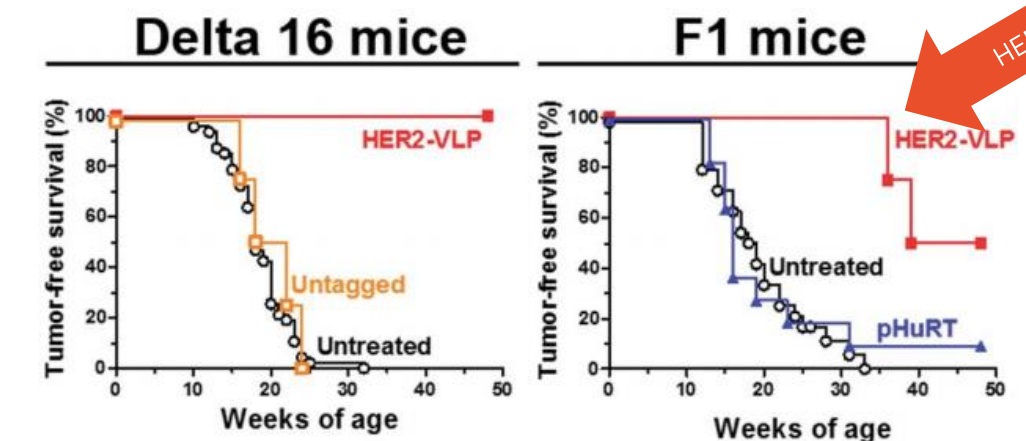 Delta 16 mice
Tumor-free survival (%)
100
80
60
40
20
0
HER2-VLP
Untagged
Untreated
0 10 20 30 40 50
Weeks of age
F1 mice
Tumor-free survival (%)
100
80
60
40
20
0
HER2-VLP
Untreated
pHuRT
0 10 20 30 40 50
Weeks of age